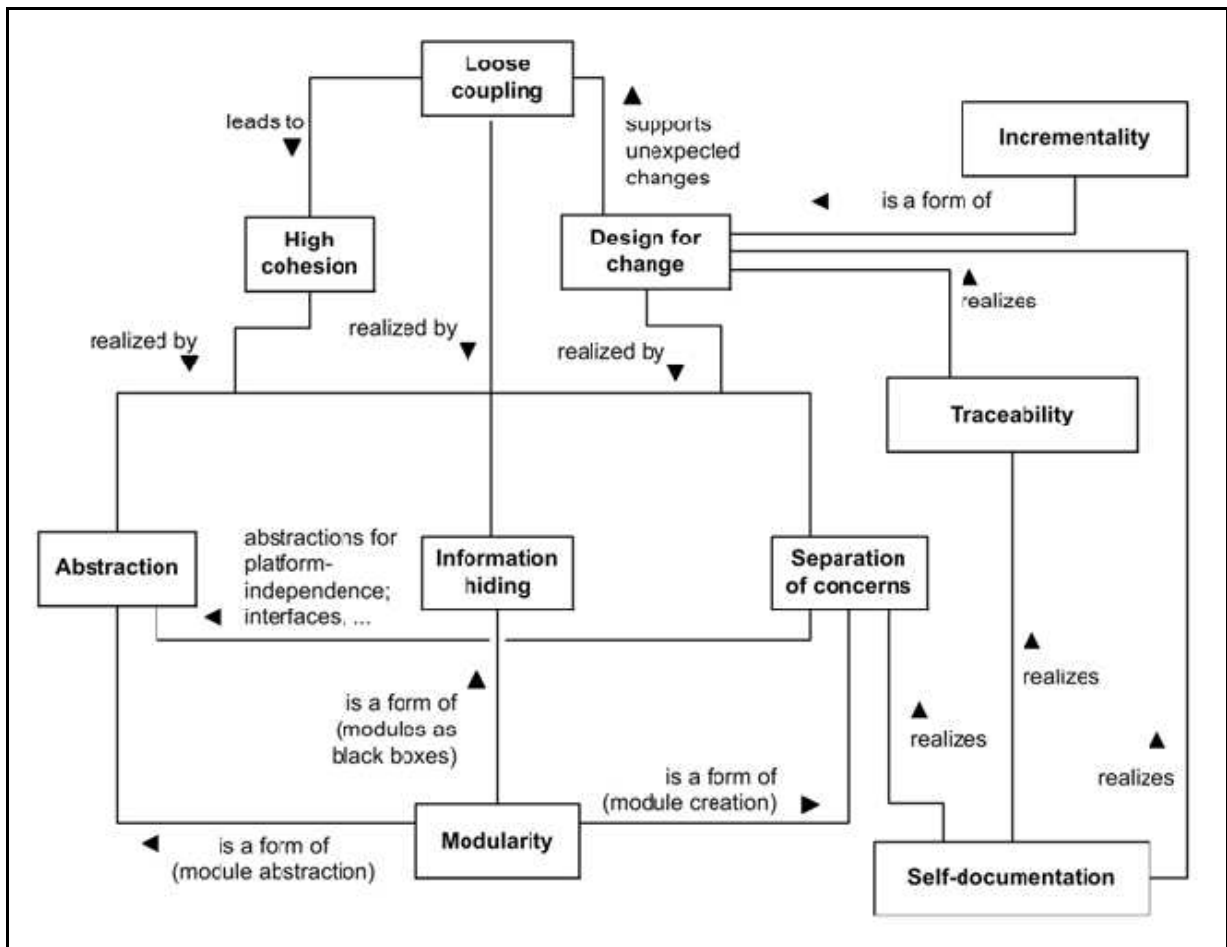 Loose
coupling
leads to
supports
unexpected
changes
Incrementality
is a form of
High
cohesion
Design for
change
realizes
realized by
realized by
realized by
Traceability
Abstraction
abstractions for
platform-
independence;
interfaces, ...
Information
hiding
Separation
of concerns
realizes
is a form of
(modules as
black boxes)
realizes
realizes
is a form of
(module creation)
Modularity
is a form of
(module abstraction)
Self-documentation